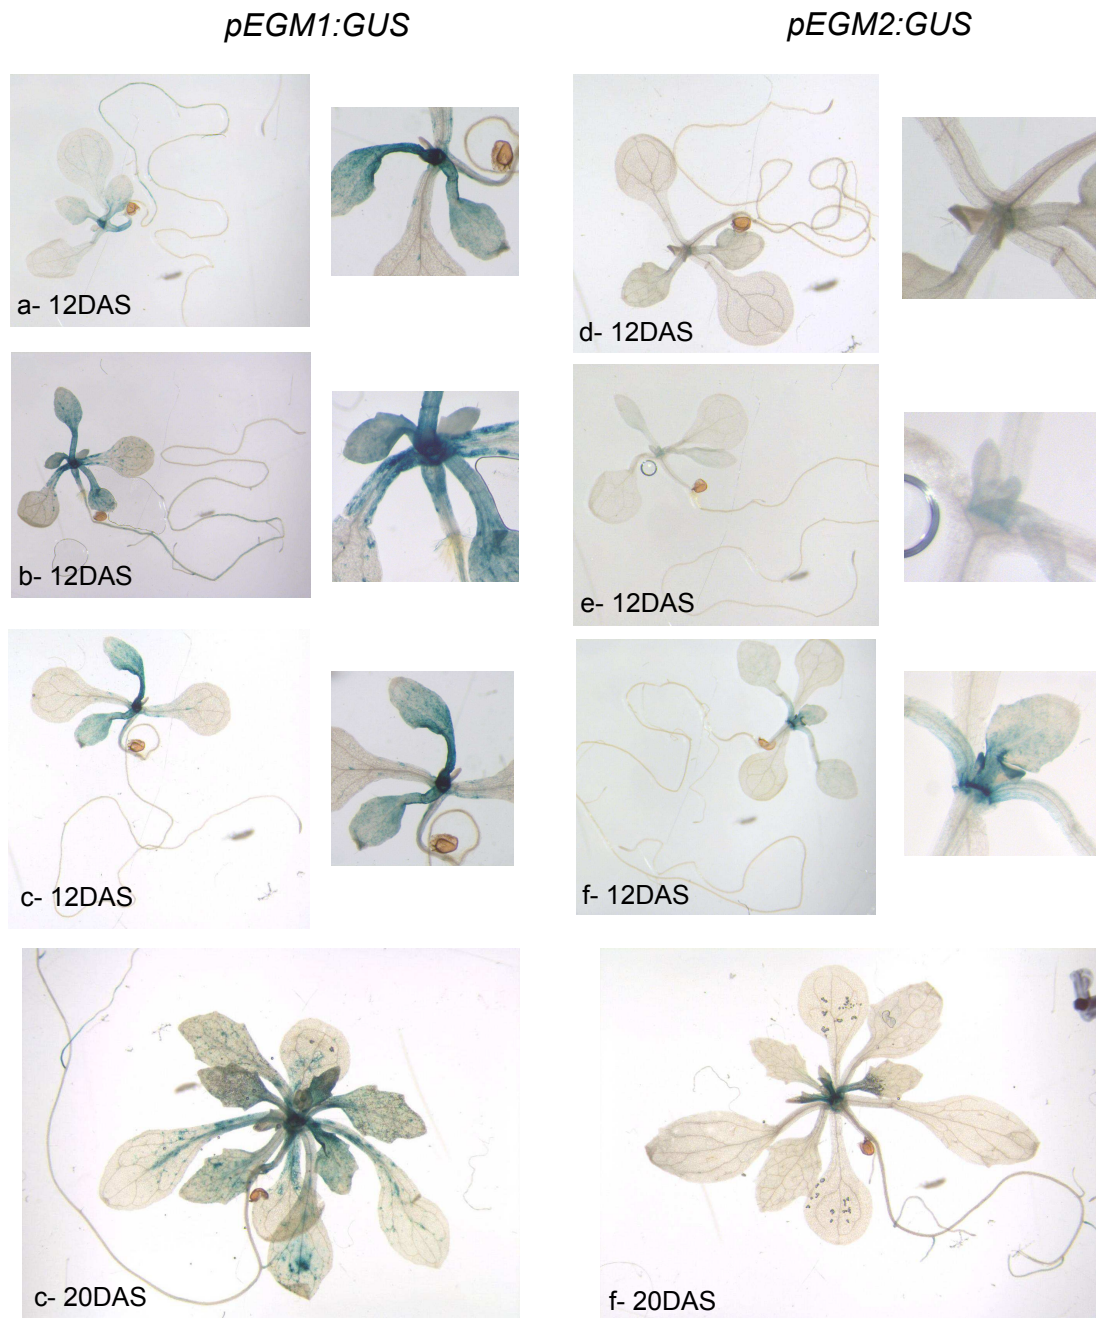 pEGM1:GUS
pEGM2:GUS
a- 12DAS
d- 12DAS
b- 12DAS
e- 12DAS
c- 12DAS
f- 12DAS
c- 20DAS
f- 20DAS